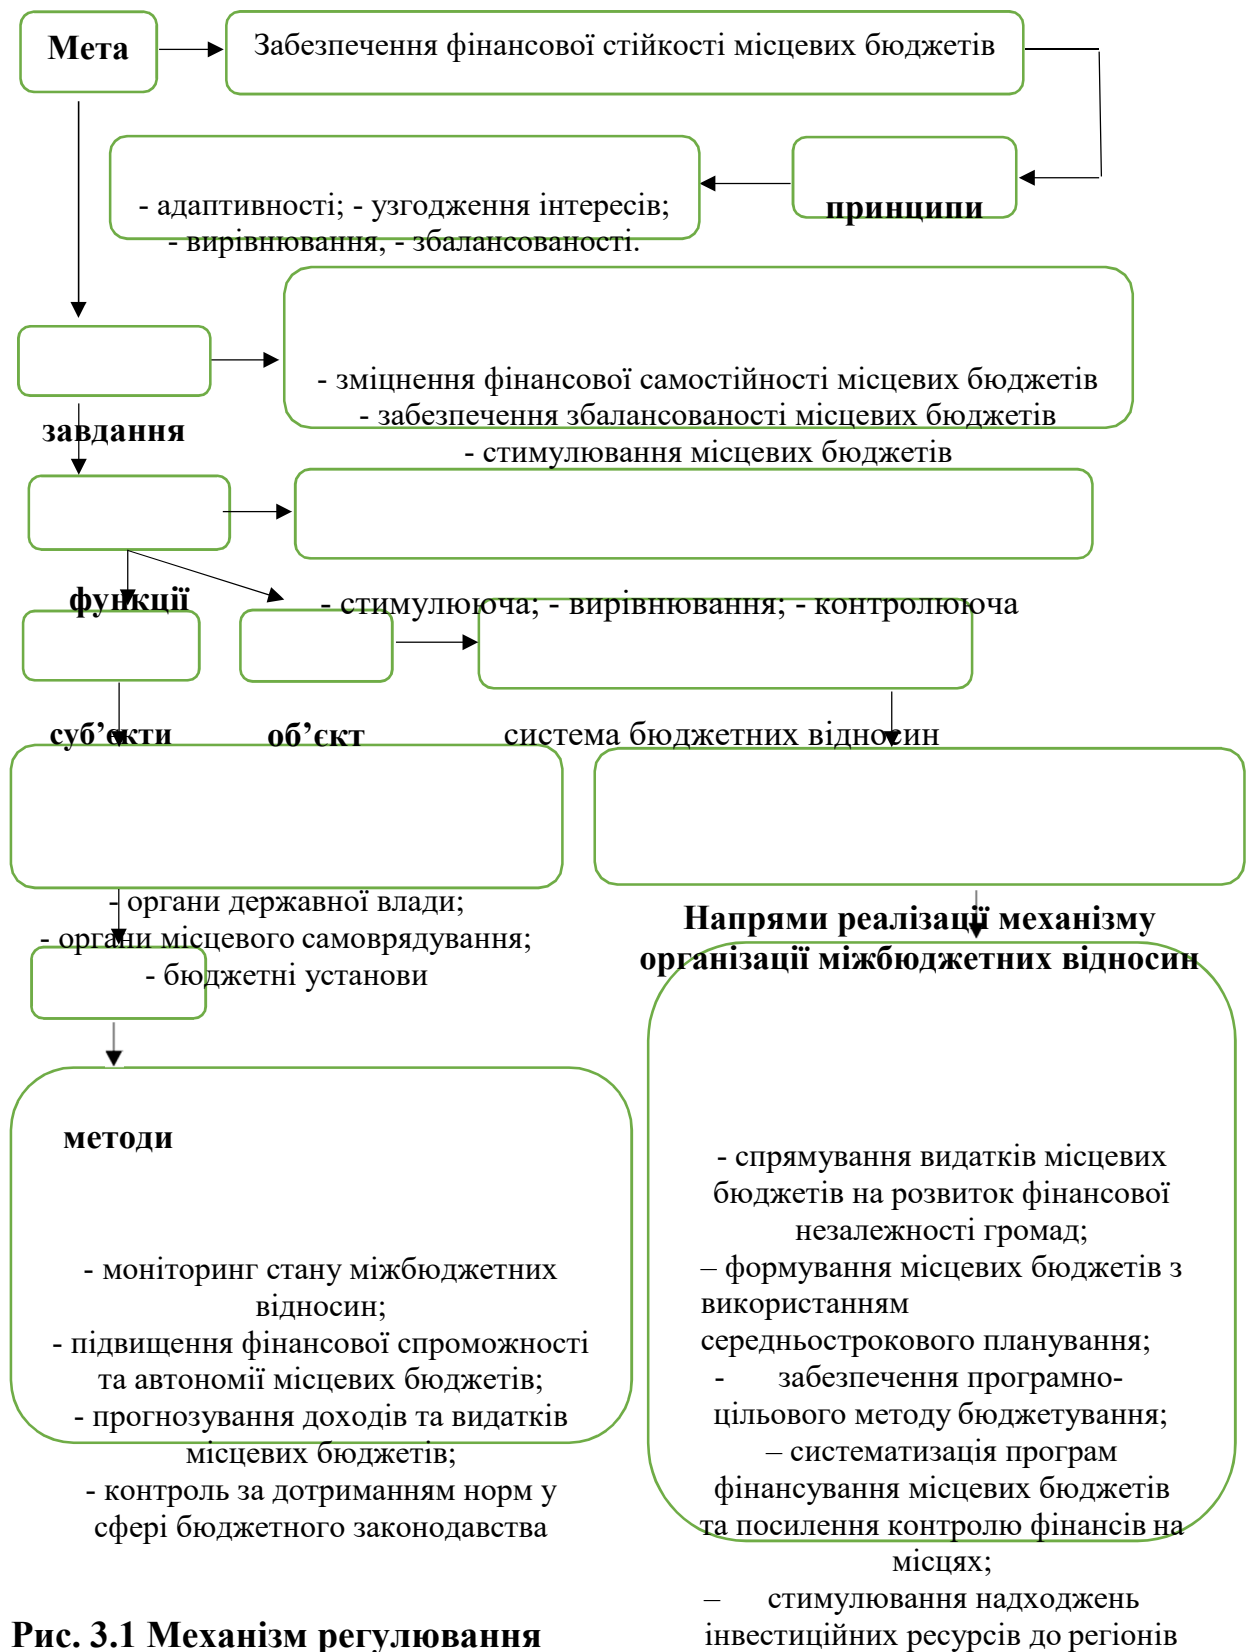 Мета
Забезпечення фінансової стійкості місцевих бюджетів
принципи
- адаптивності; - узгодження інтересів;
- вирівнювання, - збалансованості.
- зміцнення фінансової самостійності місцевих бюджетів
- забезпечення збалансованості місцевих бюджетів
- стимулювання місцевих бюджетів
завдання
функції
- стимулююча; - вирівнювання; - контролююча
суб’єкти
об’єкт
система бюджетних відносин
- органи державної влади;
- органи місцевого самоврядування;
- бюджетні установи
Напрями реалізації механізму
організації міжбюджетних відносин
методи
- моніторинг стану міжбюджетних
відносин;
- підвищення фінансової спроможності
та автономії місцевих бюджетів;
- прогнозування доходів та видатків
місцевих бюджетів;
- контроль за дотриманням норм у
сфері бюджетного законодавства
- спрямування видатків місцевих
бюджетів на розвиток фінансової
незалежності громад;
– формування місцевих бюджетів з
використанням
середньострокового планування;
- забезпечення програмно-
цільового методу бюджетування;
– систематизація програм
фінансування місцевих бюджетів
та посилення контролю фінансів на
місцях;
– стимулювання надходжень
інвестиційних ресурсів до регіонів
Рис. 3.1 Механізм регулювання